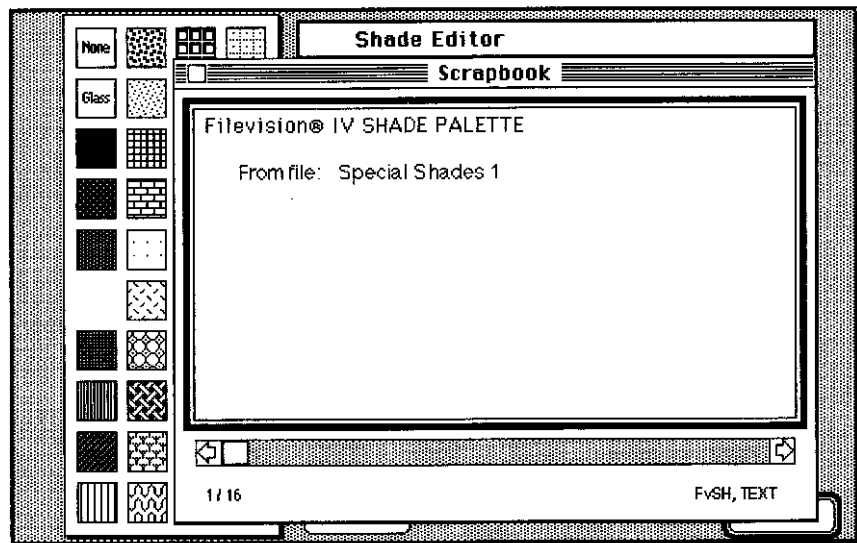 None
Shade Editor
Scrapbook
Glass
Filevision® IV SHADE PALETTE
From file: Special Shades 1
1 / 16
FvSH, TEXT